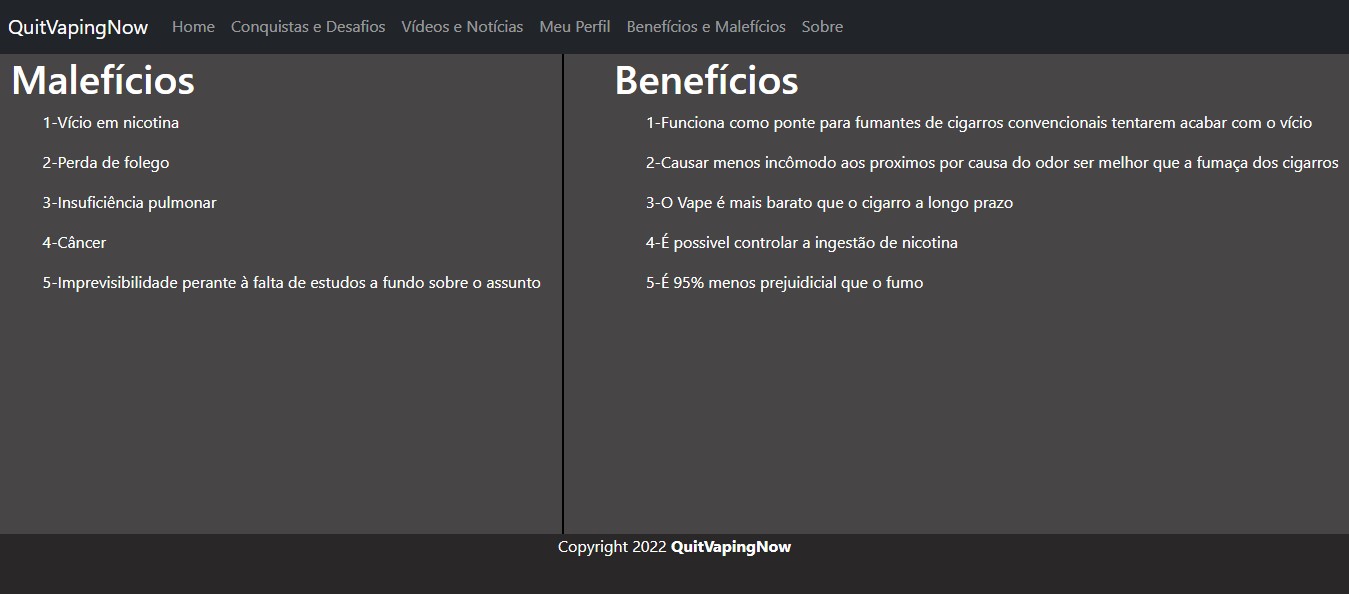 QuitVapingNow Home Conquistas e Desafios Vídeos e Notícias Meu Perfil Benefícios e Malefícios Sobre
Malefícios
1-Vício em nicotina
2-Perda de folego
3-Insuficiência pulmonar
4-Câncer
5-Imprevisibilidade perante à falta de estudos a fundo sobre o assunto
Benefícios
1-Funciona como ponte para fumantes de cigarros convencionais tentarem acabar com o vício
2-Causar menos incômodo aos proximos por causa do odor ser melhor que a fumaça dos cigarros
3-O Vape é mais barato que o cigarro a longo prazo
4-É possivel controlar a ingestão de nicotina
5-É 95% menos prejuidicial que o fumo
Copyright 2022 QuitVapingNow